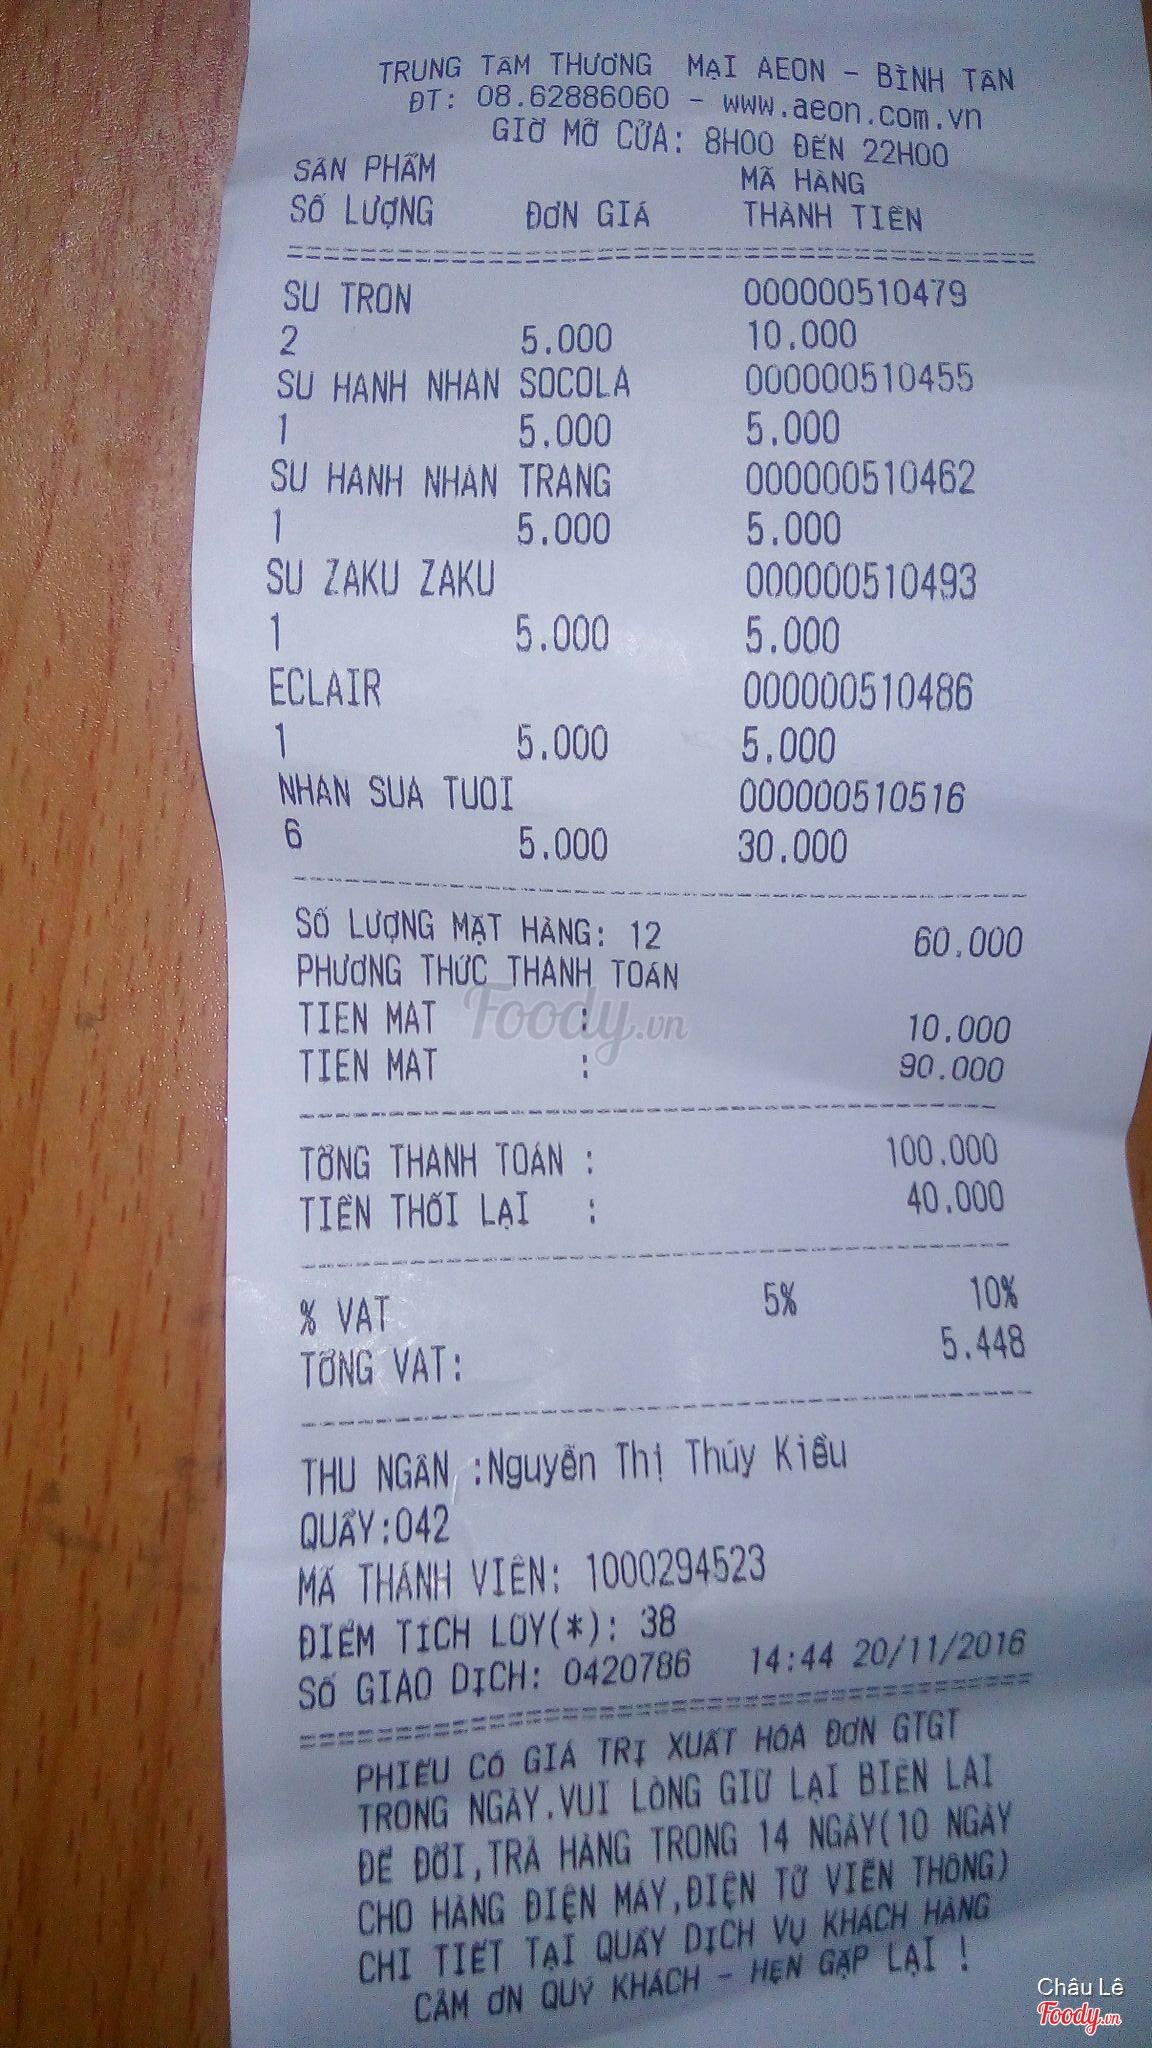 TRUNG TÂM THƯƠNG MẠI AEON - BÌNH TÂN
ĐT: 08.62886060 - www.aeon.com.vn
GIỜ MỞ CỬA: 8H00 ĐẾN 22H00
SẢN PHẨM MÃ HÀNG
SỐ LƯỢNG ĐƠN GIÁ THÀNH TIỀN
SU TRON 000000510479
2 5.000 10.000
SU HANH NHAN SOCOLA 000000510455
1 5.000 5.000
SU HANH NHAN TRANG 000000510462
1 5.000 5.000
SU ZAKU ZAKU 000000510493
1 5.000 5.000
ECLAIR 000000510486
1 5.000 5.000
NHAN SUA TUOI 000000510516
6 5.000 30.000
SỐ LƯỢNG MẶT HÀNG: 12 60.000
PHƯƠNG THỨC THANH TOÁN
TIEN MAT : 10.000
TIEN MAT : 90.000
Foody.vn
TỔNG THANH TOÁN : 100.000
TIỀN THỐI LẠI : 40.000
% VAT 5% 10%
TỔNG VAT: 5.448
THU NGÂN :Nguyễn Thị Thúy Kiều
QUẦY:042
MÃ THÀNH VIÊN: 1000294523
ĐIỂM TÍCH LŨY(*): 38
SỐ GIAO DỊCH: 0420786 14:44 20/11/2016
PHIẾU CÓ GIÁ TRỊ XUẤT HÓA ĐƠN GTGT
TRONG NGÀY.VUI LÒNG GIỮ LẠI BIÊN LAI
ĐỂ ĐỔI,TRẢ HÀNG TRONG 14 NGÀY(10 NGÀY
CHO HÀNG ĐIỆN MÁY,ĐIỆN TỬ VIỄN THÔNG)
CHI TIẾT TẠI QUẦY DỊCH VỤ KHÁCH HÀNG
CẢM ƠN QUÝ KHÁCH - HẸN GẶP LẠI !
Châu Lê
Foody.vn